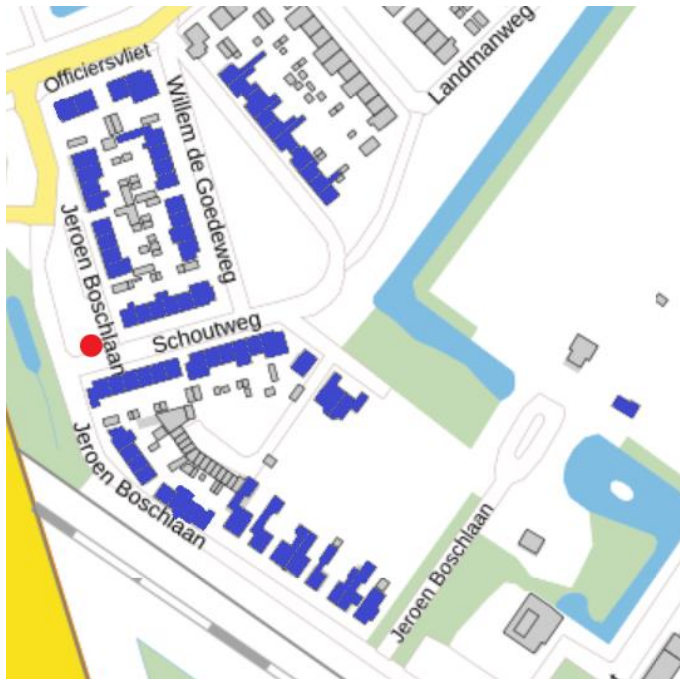 Officiersvliet
Landmanweg
Willem de Goedeweg
Jeroen Boschlaan
Schoutweg
Jeroen Boschlaan
Jeroen Boschlaan